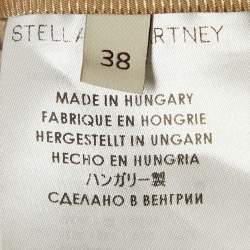 STELLA RTNEY
38
MADE IN HUNGARY
FABRIQUE EN HONGRIE
HERGESTELLT IN UNGARN
HECHO EN HUNGRIA
ハンガリー製
СДЕЛАНО В ВЕНГРИИ